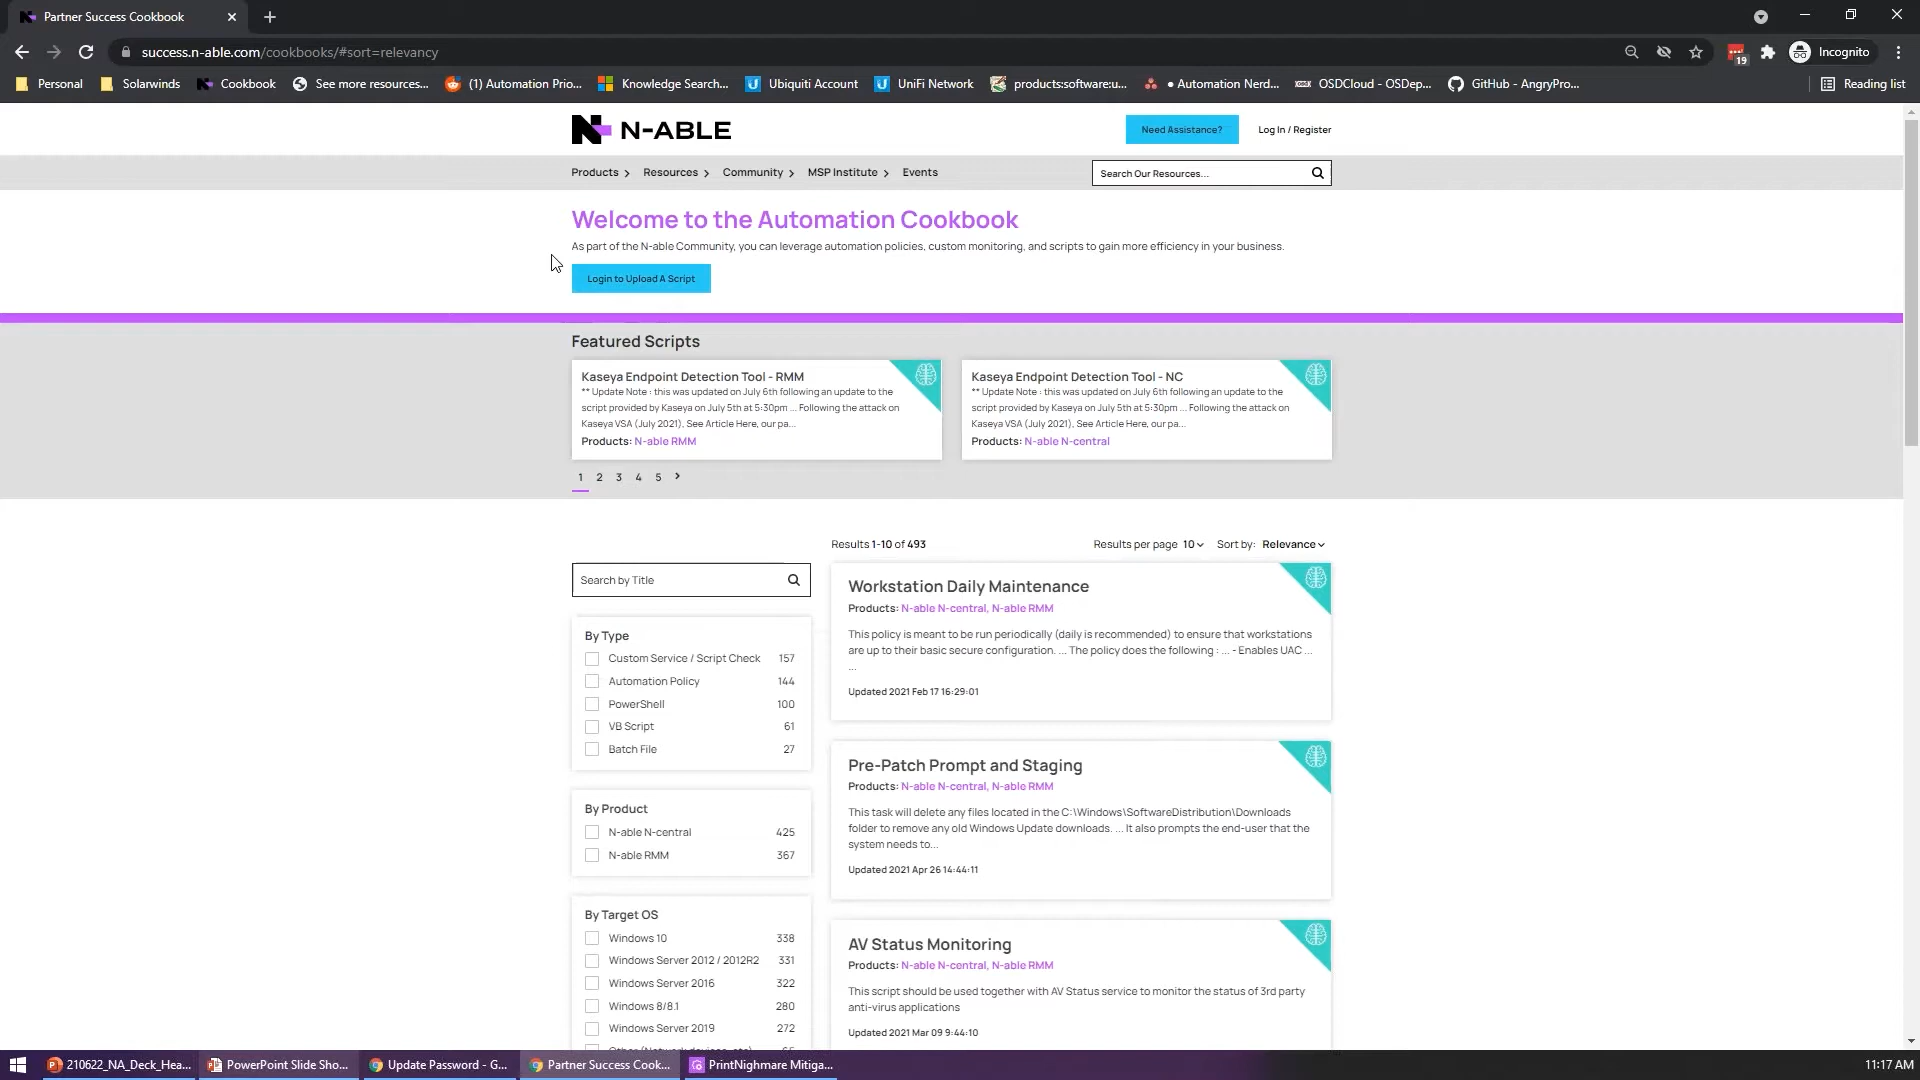 Partner Success Cookbook
success.n-able.com/cookbooks/#sort=relevancy
19
Incognito
Personal
Solarwinds
Cookbook
See more resources...
(1) Automation Prio...
Knowledge Search...
Ubiquiti Account
UniFi Network
products:software:u...
● Automation Nerd...
OSDCloud - OSDep...
GitHub - AngryPro...
Reading list
N-ABLE
Need Assistance?
Log In / Register
Products
Resources
Community
MSP Institute
Events
Search Our Resources...
Welcome to the Automation Cookbook
As part of the N-able Community, you can leverage automation policies, custom monitoring, and scripts to gain more efficiency in your business.
Login to Upload A Script
Featured Scripts
Kaseya Endpoint Detection Tool - RMM
** Update Note : this was updated on July 6th following an update to the
script provided by Kaseya on July 5th at 5:30pm ... Following the attack on
Kaseya VSA (July 2021), See Article Here, our pa...
Products: N-able RMM
Kaseya Endpoint Detection Tool - NC
** Update Note : this was updated on July 6th following an update to the
script provided by Kaseya on July 5th at 5:30pm ... Following the attack on
Kaseya VSA (July 2021), See Article Here, our pa...
Products: N-able N-central
1 2 3 4 5
Results 1-10 of 493
Results per page 10
Sort by: Relevance
Search by Title
By Type
Custom Service / Script Check 157
Automation Policy 144
PowerShell 100
VB Script 61
Batch File 27
By Product
N-able N-central 425
N-able RMM 367
By Target OS
Windows 10 338
Windows Server 2012 / 2012R2 331
Windows Server 2016 322
Windows 8/8.1 280
Windows Server 2019 272
Workstation Daily Maintenance
Products: N-able N-central, N-able RMM
This policy is meant to be run periodically (daily is recommended) to ensure that workstations
are up to their basic secure configuration. ... The policy does the following : ... - Enables UAC ...
...
Updated 2021 Feb 17 16:29:01
Pre-Patch Prompt and Staging
Products: N-able N-central, N-able RMM
This task will delete any files located in the C:\Windows\SoftwareDistribution\Downloads
folder to remove any old Windows Update downloads. ... It also prompts the end-user that the
system needs to...
Updated 2021 Apr 26 14:44:11
AV Status Monitoring
Products: N-able N-central, N-able RMM
This script should be used together with AV Status service to monitor the status of 3rd party
anti-virus applications
Updated 2021 Mar 09 9:44:10
210622_NA_Deck_Hea...
PowerPoint Slide Sho...
Update Password - G...
Partner Success Cook...
PrintNighmare Mitiga...
11:17 AM